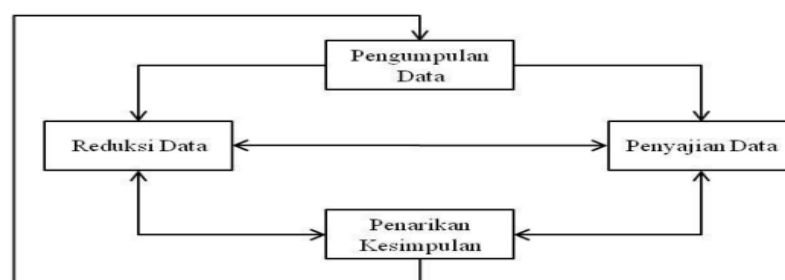 Pengumpulan
Data
Reduksi Data
Penyajian Data
Penarikan
Kesimpulan